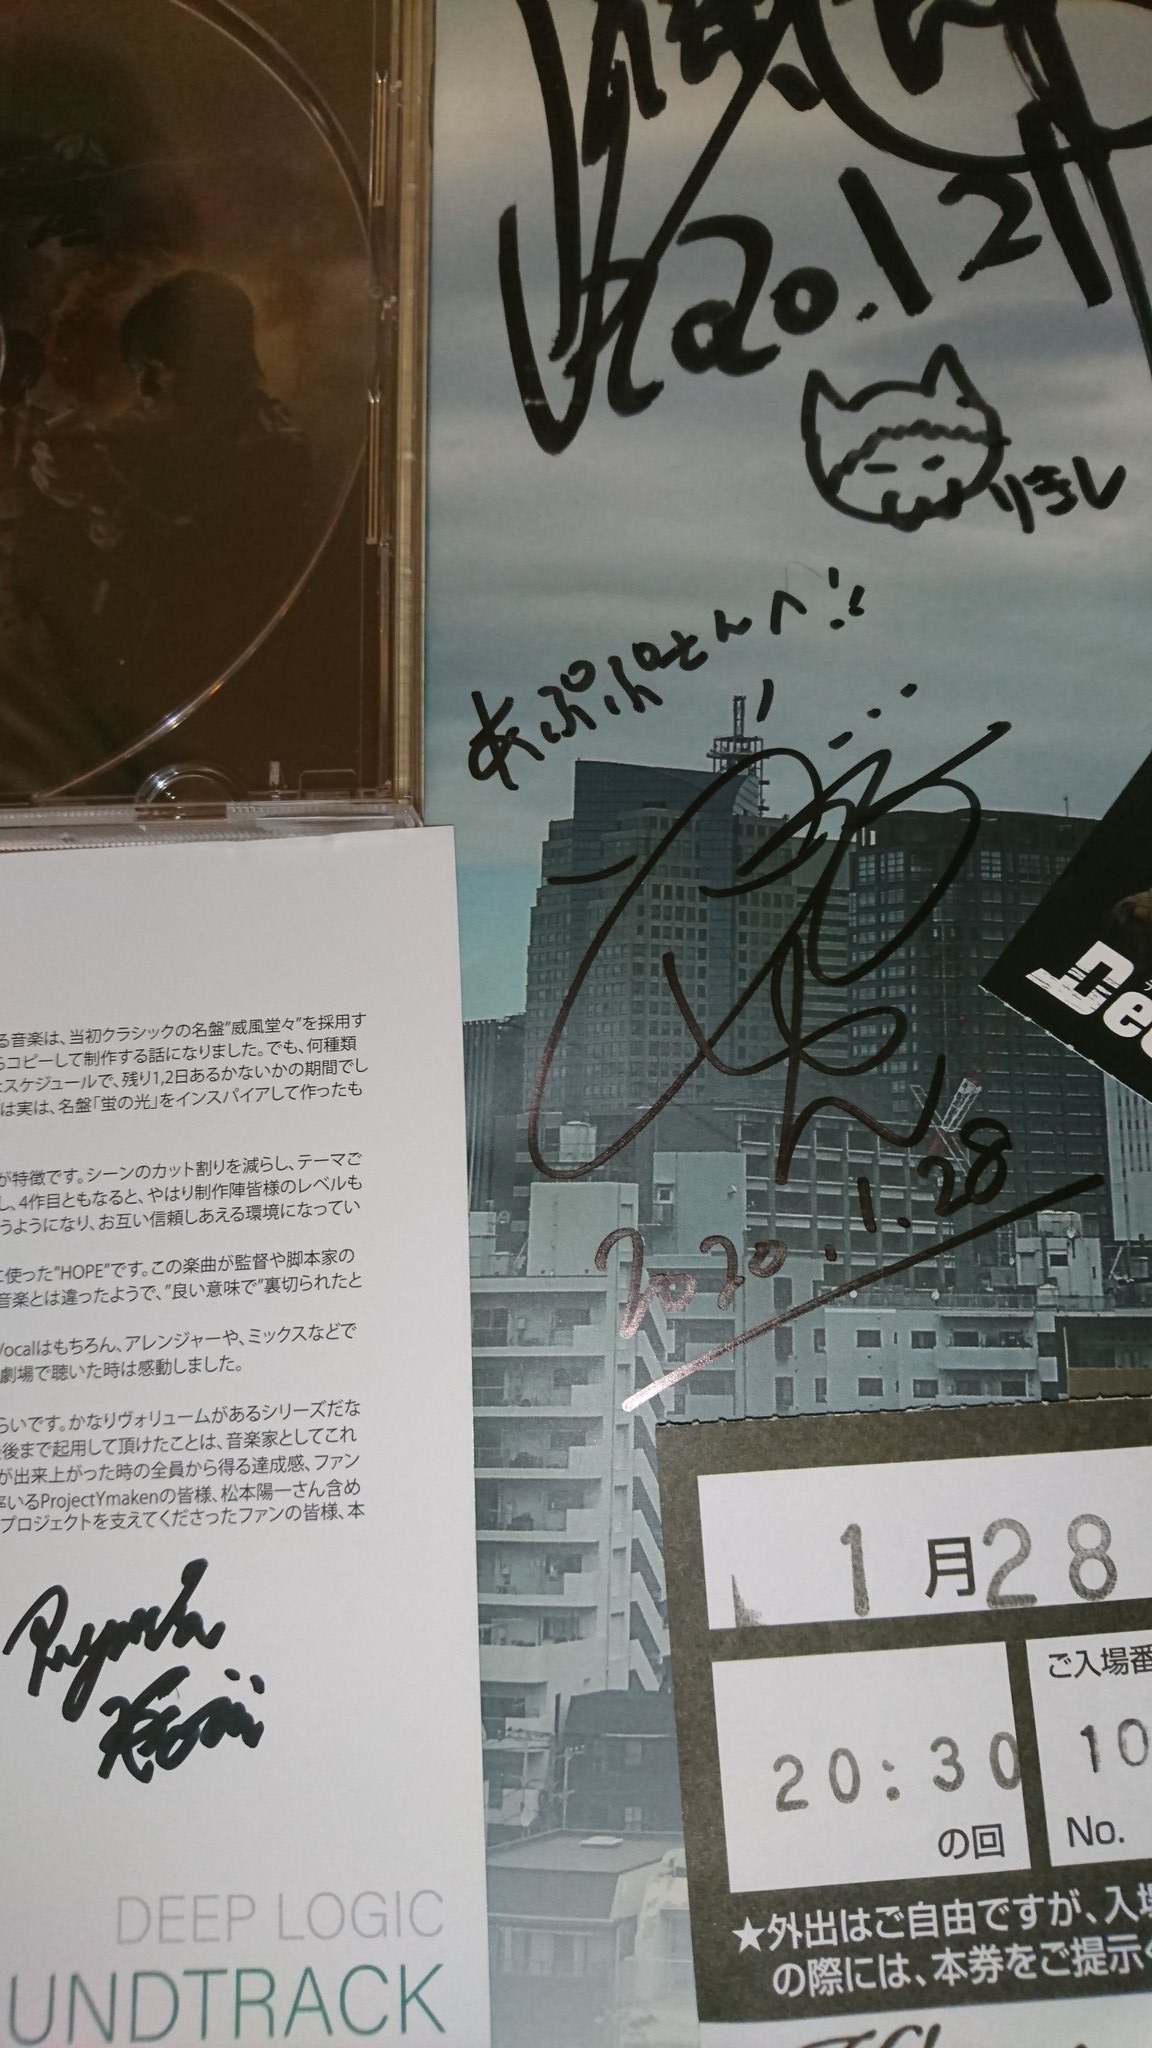 2020.1.2
りきし
あぷぷさんへ!!
2020.1.28
De
る音楽は、当初クラシックの名盤"威風堂々"を採用す
らコピーして制作する話になりました。でも、何種類
スケジュールで、残り1,2日あるかないかの期間でし
は実は、名盤「蛍の光」をインスパイアして作ったも
が特徴です。シーンのカット割りを減らし、テーマご
し、4作目ともなると、やはり制作陣皆様のレベルも
うようになり、お互い信頼しあえる環境になってい
に使った"HOPE"です。この楽曲が監督や脚本家の
音楽とは違ったようで、"良い意味で"裏切られたと
Vocalはもちろん、アレンジャーや、ミックスなどで
劇場で聴いた時は感動しました。
らいです。かなりヴォリュームがあるシリーズだな
最後まで起用して頂けたことは、音楽家としてこれ
が出来上がった時の全員から得る達成感、ファン
率いるProjectYmakenの皆様、松本陽一さん含め
プロジェクトを支えてくださったファンの皆様、本
DEEP LOGIC
UNDTRACK
1月28
20:30
の回
ご入場番
10
No.
★外出はご自由ですが、入場
の際には、本券をご提示く